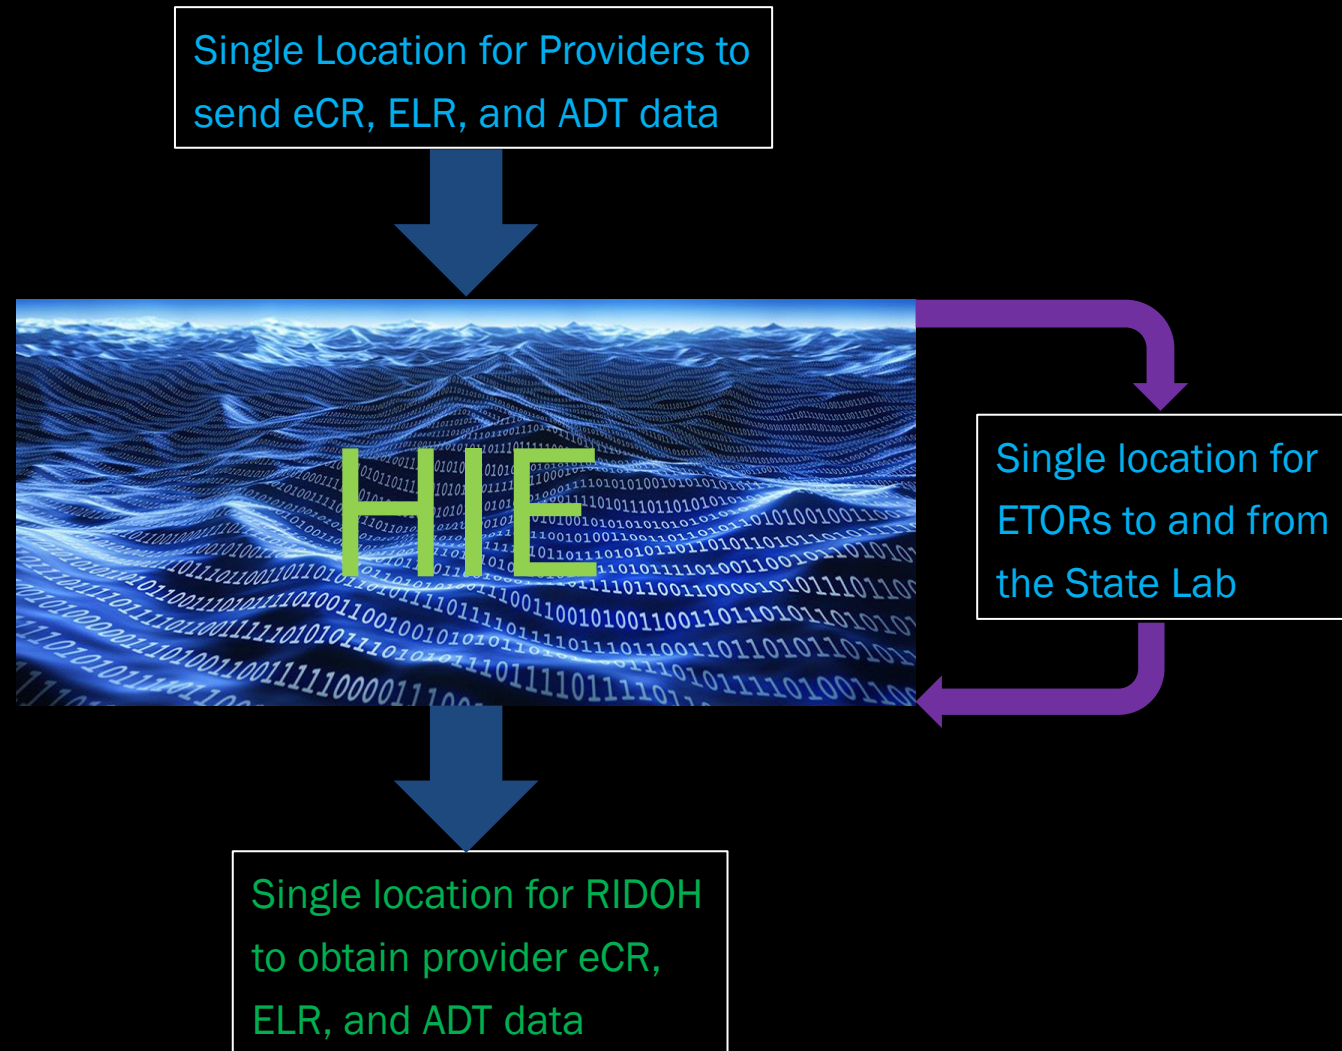 Single Location for Providers to
send eCR, ELR, and ADT data
HIE
Single location for
ETORs to and from
the State Lab
Single location for RIDOH
to obtain provider eCR,
ELR, and ADT data